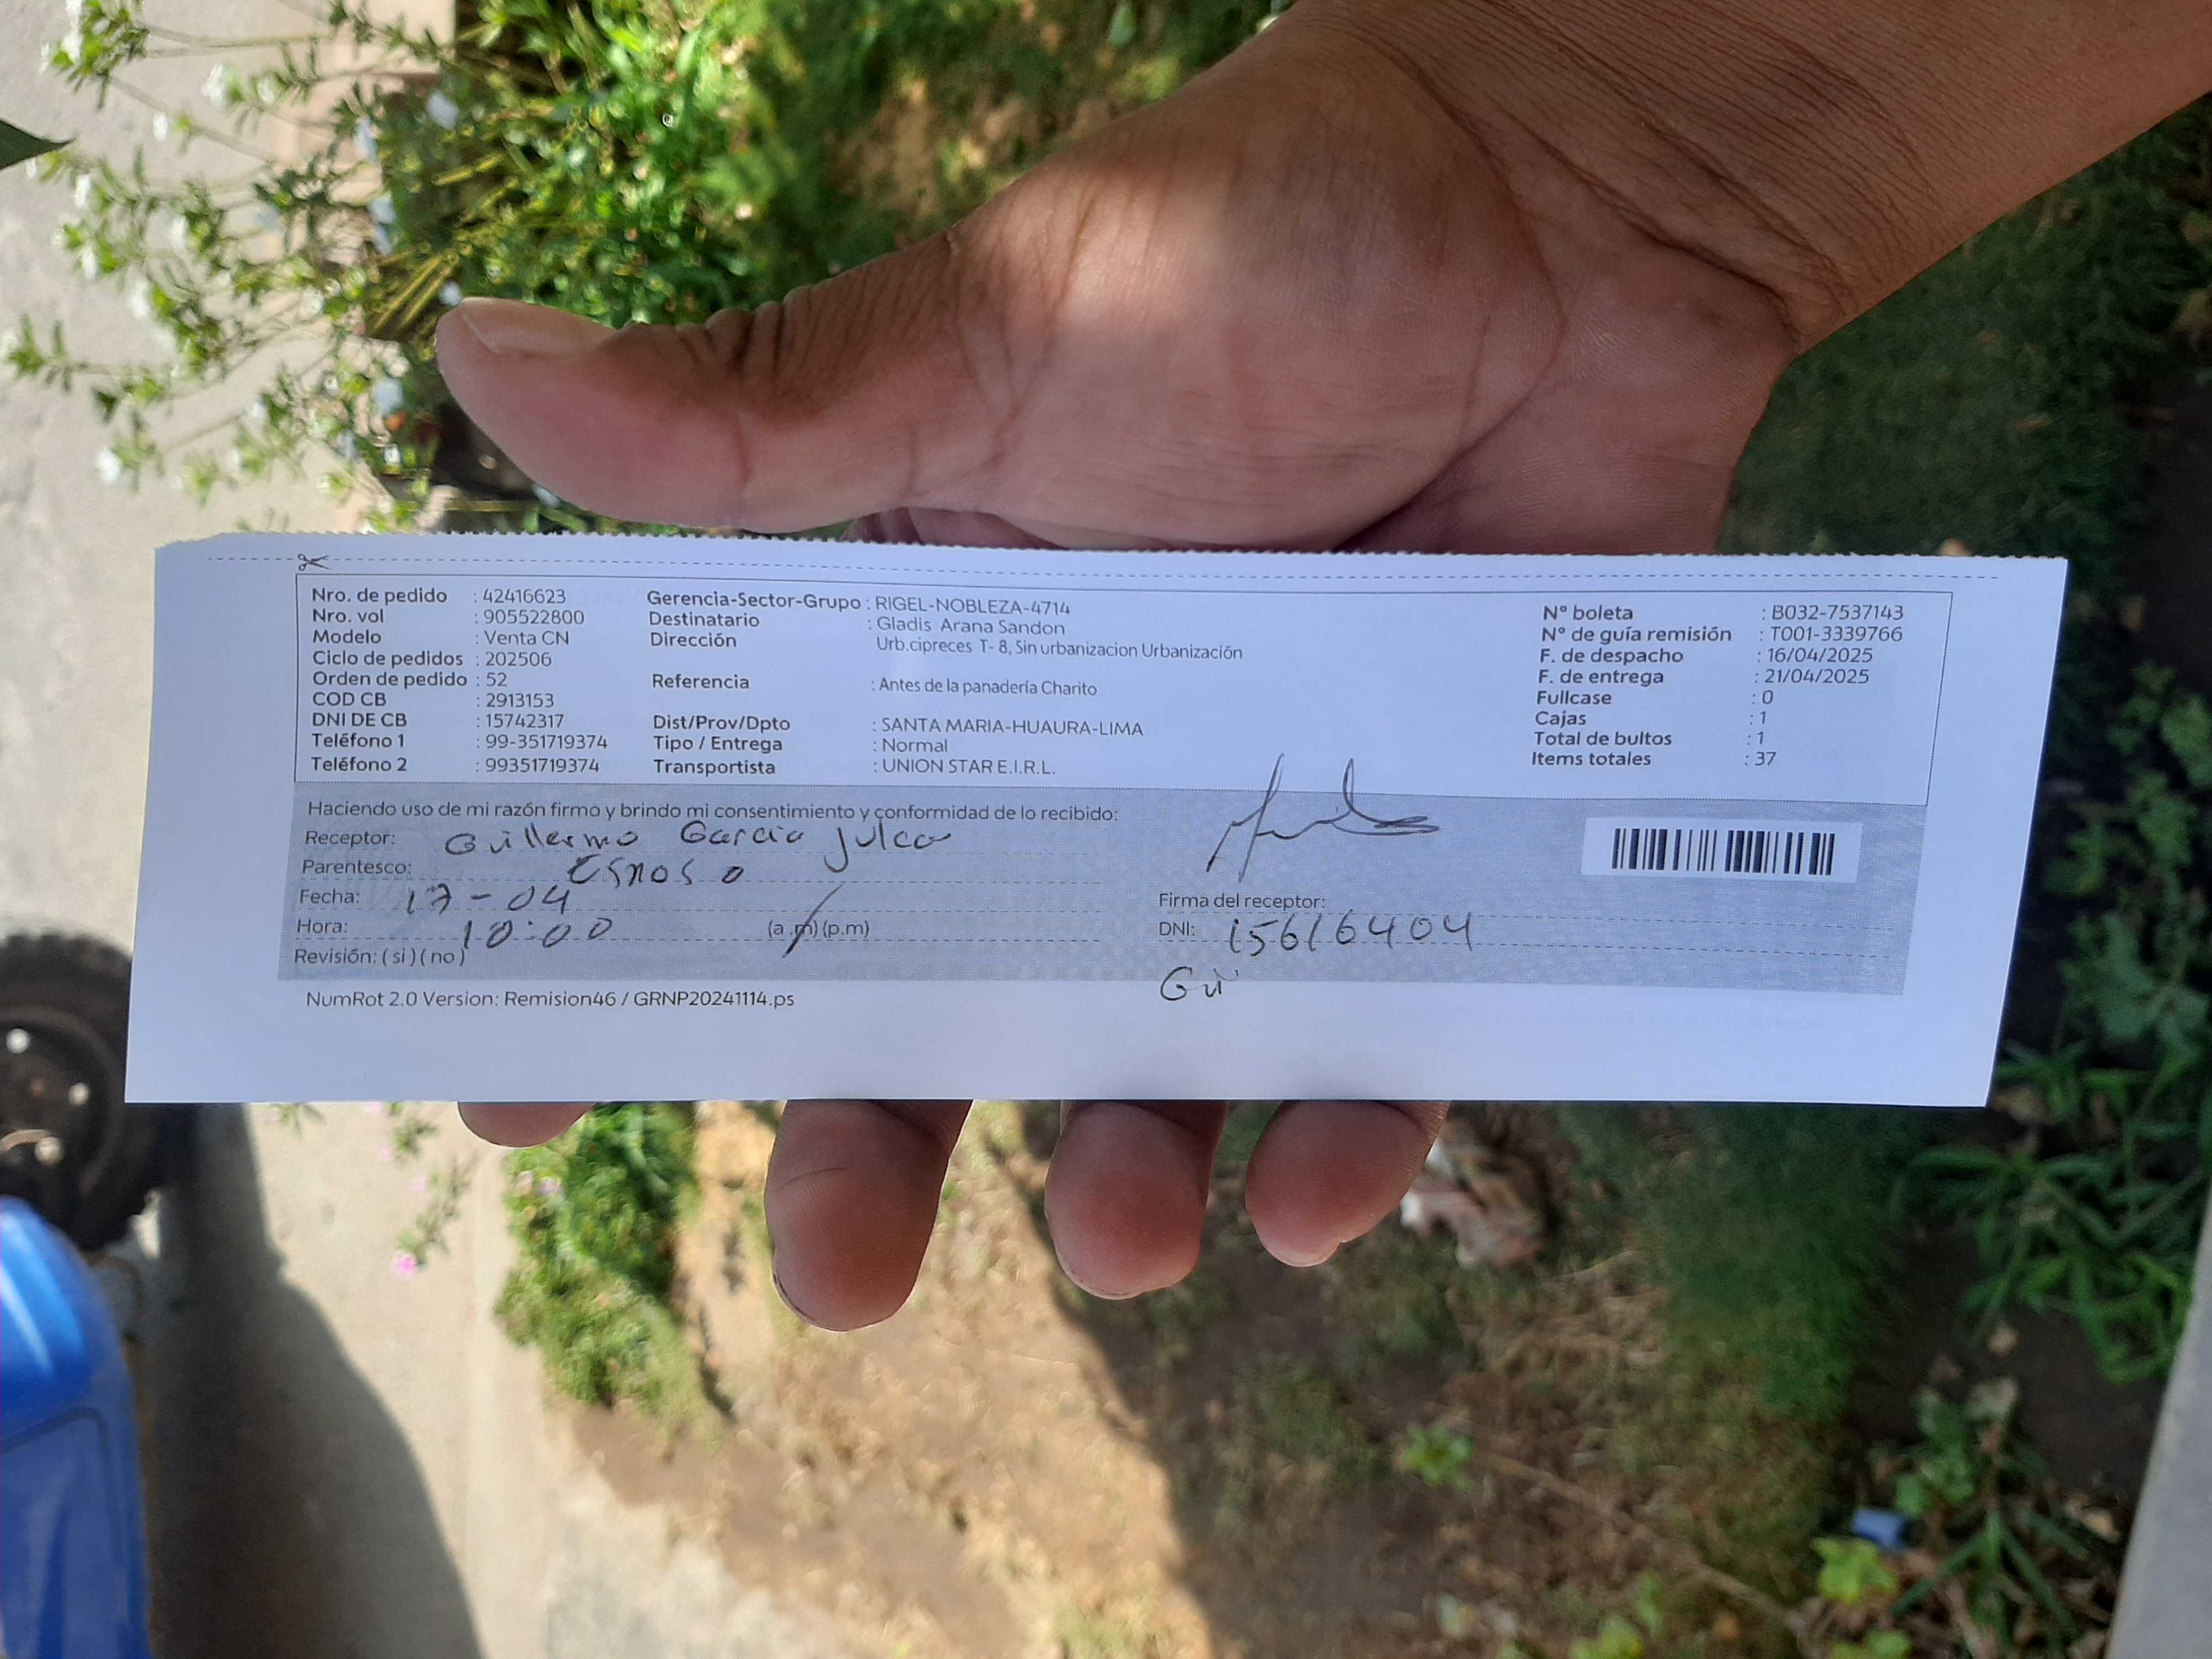 Nro. de pedido : 42416623
Nro. vol : 905522800
Modelo : Venta CN
Ciclo de pedidos : 202506
Orden de pedido : 52
COD CB : 2913153
DNI DE CB : 15742317
Teléfono 1 : 99-351719374
Teléfono 2 : 99351719374
Gerencia-Sector-Grupo : RIGEL-NOBLEZA-4714
Destinatario : Gladis Arana Sandon
Dirección Urb.cipreces T- 8, Sin urbanizacion Urbanización
Referencia : Antes de la panadería Charito
Dist/Prov/Dpto : SANTA MARIA-HUAURA-LIMA
Tipo / Entrega : Normal
Transportista : UNION STAR E.I.R.L.
N° boleta : B032-7537143
N° de guía remisión : T001-3339766
F. de despacho : 16/04/2025
F. de entrega : 21/04/2025
Fullcase : 0
Cajas : 1
Total de bultos : 1
Items totales : 37
Haciendo uso de mi razón firmo y brindo mi consentimiento y conformidad de lo recibido:
Receptor: Guillermo Garcia Julca
Parentesco: Esposo
Fecha: 17-04
Hora: 10:00 (a .m) (p.m)
Revisión: ( si ) ( no )
Firma del receptor:
DNI: 15616404
Gui
NumRot 2.0 Version: Remision46 / GRNP20241114.ps